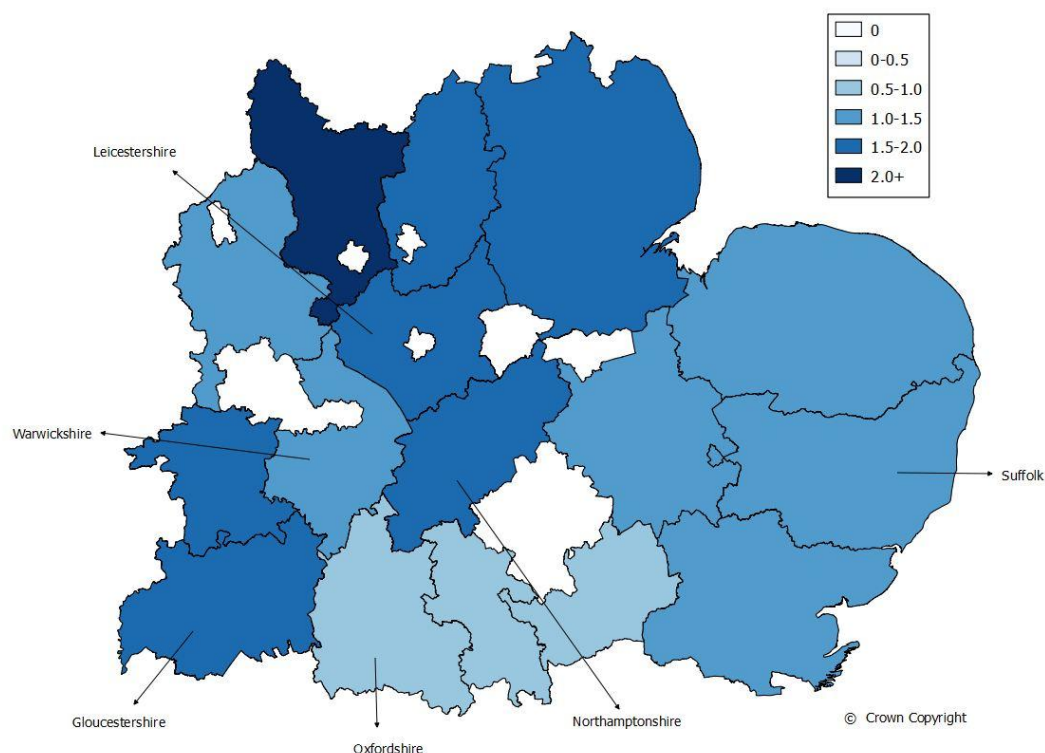 0
0-0.5
0.5-1.0
1.0-1.5
1.5-2.0
2.0+
Leicestershire
Warwickshire
Suffolk
Gloucestershire
Northamptonshire
© Crown Copyright
Oxfordshire